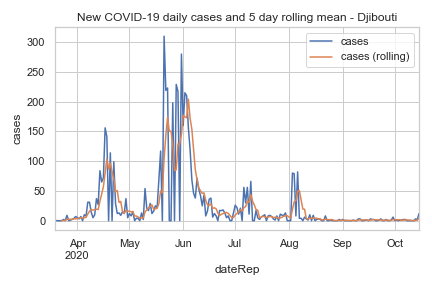 New COVID-19 daily cases and 5 day rolling mean - Djibouti
cases
cases (rolling)
300
250
200
150
100
50
0
cases
Apr
2020
May
Jun
Jul
Aug
Sep
Oct
dateRep